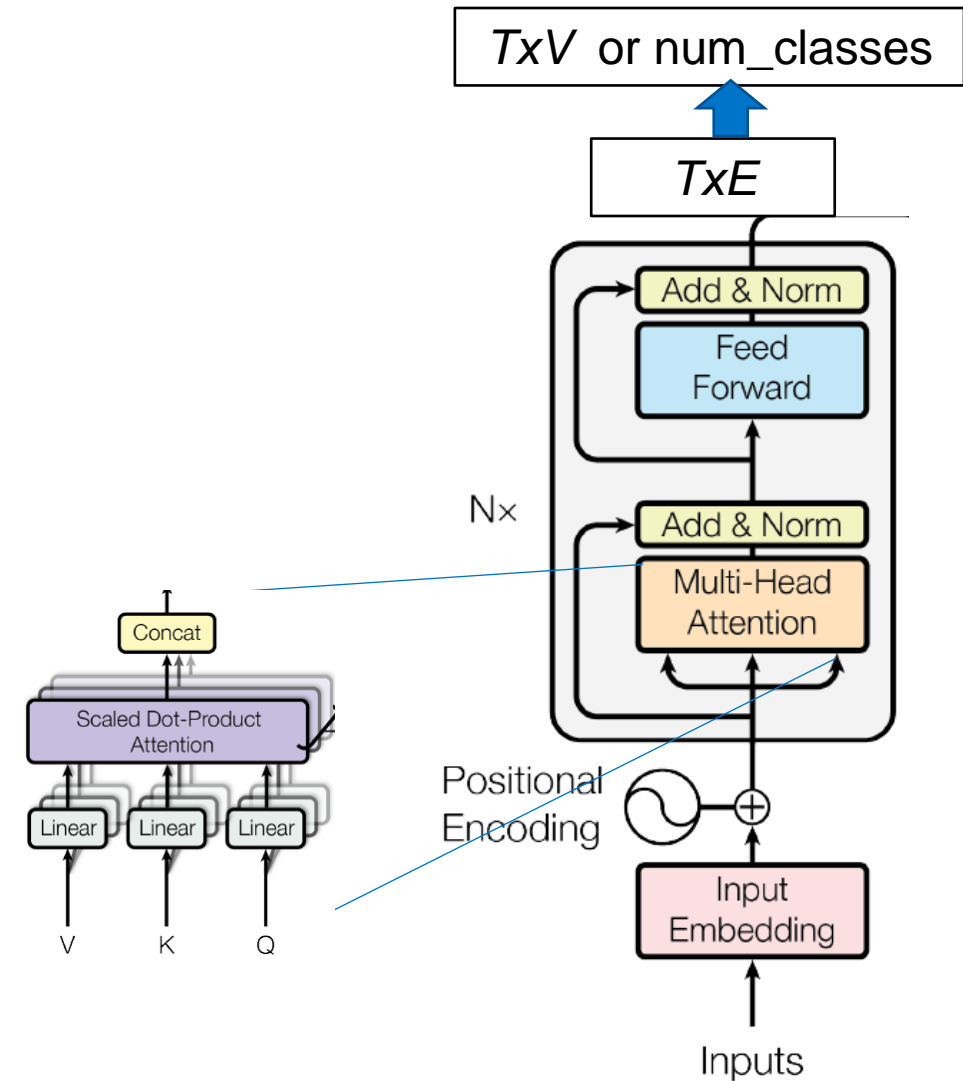 TxV or num_classes
TxE
Add & Norm
Feed
Forward
Nx
Add & Norm
Multi-Head
Attention
Concat
Scaled Dot-Product
Attention
Linear
Linear
Linear
V
K
Q
Positional
Encoding
Input
Embedding
Inputs